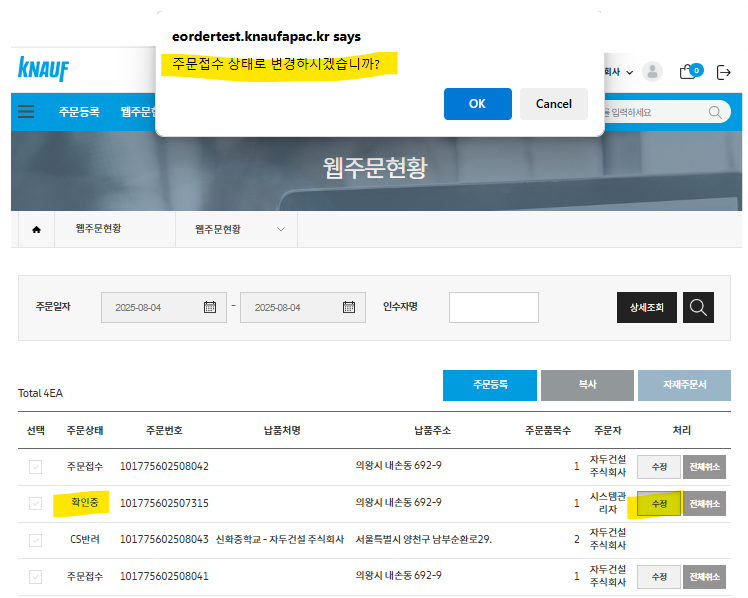 eordertest.knaufapac.kr says
주문접수 상태로 변경하시겠습니까?
OK Cancel
KNAUF
회사 0
주문등록 웹주문현
입력하세요
웹주문현황
웹주문현황 웹주문현황
주문일자 2025-08-04 - 2025-08-04 인수자명 상세조회
주문등록 복사 자재주문서
Total 4EA
선택 주문상태 주문번호 납품처명 납품주소 주문품목수 주문자 처리
주문접수 101775602508042 의왕시 내손동 692-9 1 자두건설 주식회사 수정 전체취소
확인중 101775602507315 의왕시 내손동 692-9 1 시스템관리자 수정 전체취소
CS반려 101775602508043 신화중학교 - 자두건설 주식회사 서울특별시 양천구 남부순환로29. 2 자두건설 주식회사
주문접수 101775602508041 의왕시 내손동 692-9 1 자두건설 주식회사 수정 전체취소